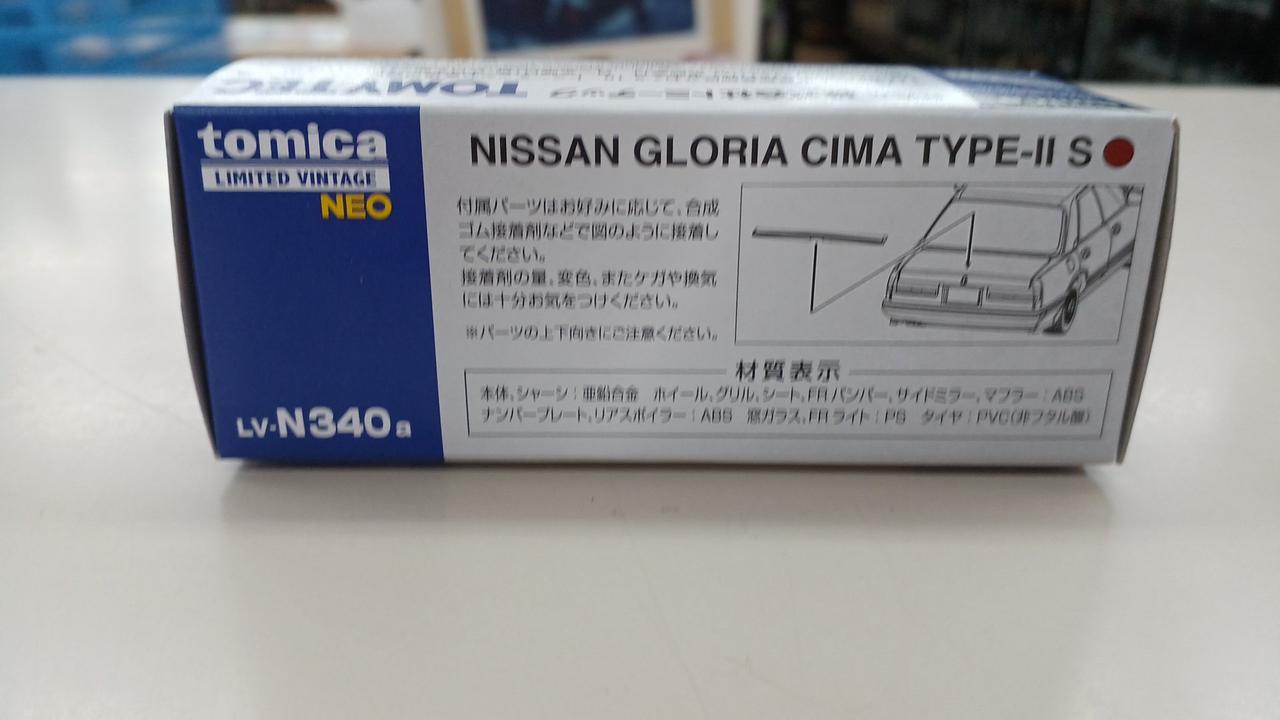 TOMYTEC
tomica
LIMITED VINTAGE
NEO
LV-N340a
NISSAN GLORIA CIMA TYPE-II S
付属パーツはお好みに応じて、合成
ゴム接着剤などで図のように接着し
てください。
接着剤の量、変色、またケガや換気
には十分お気をつけください。
※パーツの上下向きにご注意ください。
材質表示
本体、シャーシ：亜鉛合金 ホイール、グリル、シート、FRバンパー、サイドミラー、マフラー：ABS
ナンバープレート、リアスポイラー：ABS 窓ガラス、FRライト：PS タイヤ：PVC(非フタル酸)